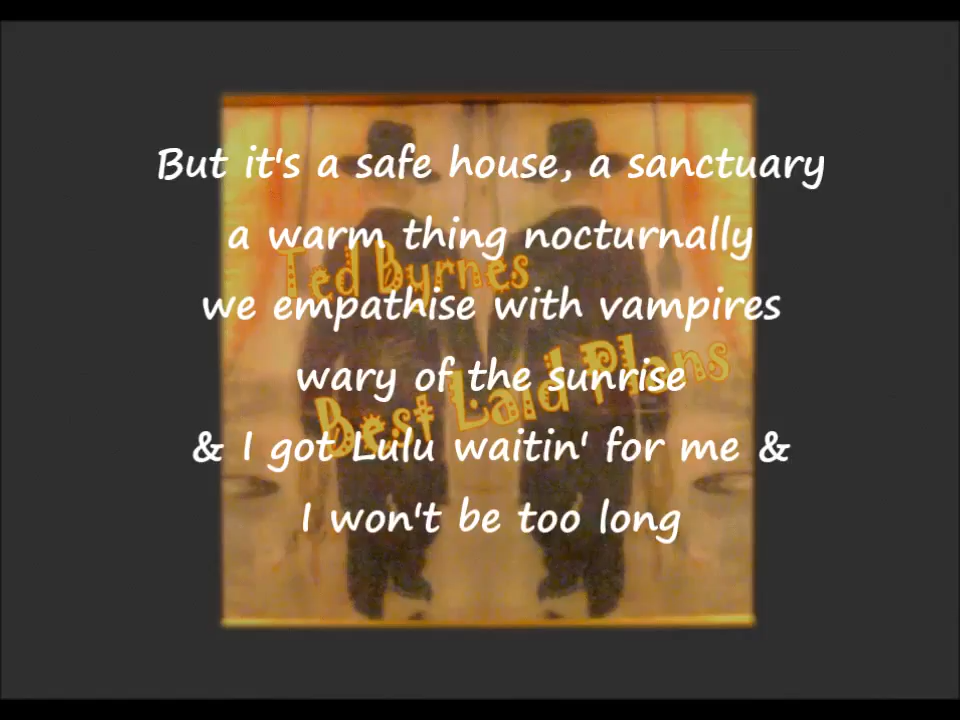 But it's a safe house, a sanctuary
a warm thing nocturnally
Ted Byrnes
we empathise with vampires
wary of the sunrise
Best Laid Plans
& I got Lulu waitin' for me &
I won't be too long